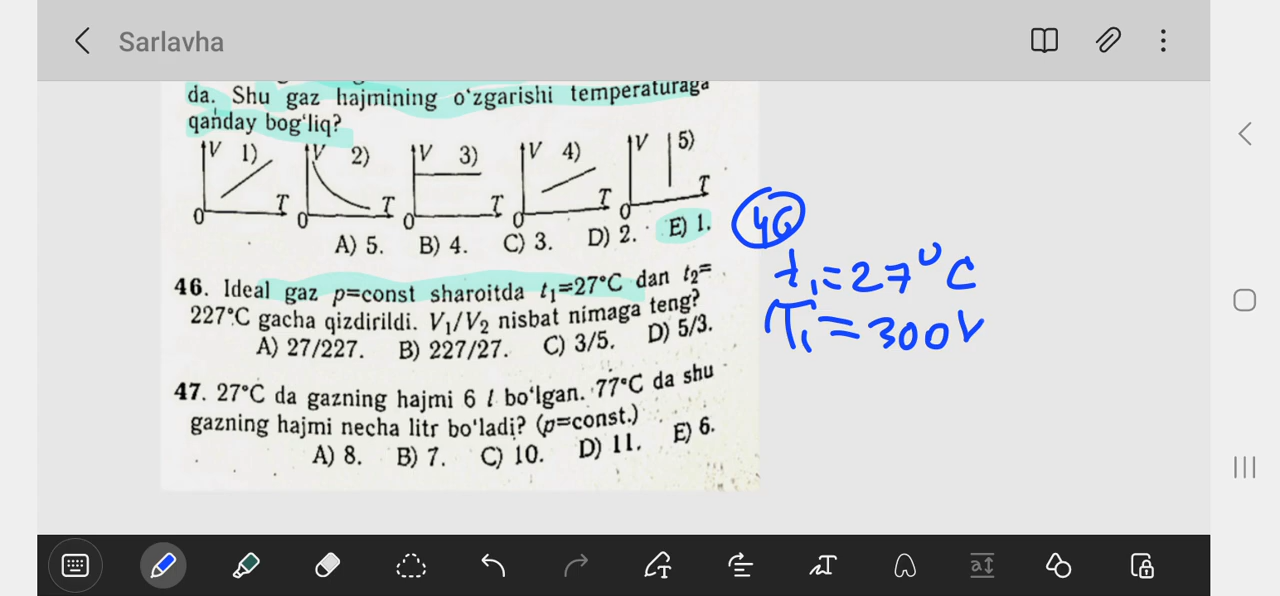 Sarlavha
da. Shu gaz hajmining o'zgarishi temperaturaga
qanday bog'liq?
V 1) V 2) V 3) V 4) V 5)
T T T T T
0 0 0 0 0
A) 5. B) 4. C) 3. D) 2. E) 1.
46. Ideal gaz p=const sharoitda t₁=27°C dan t₂=
227°C gacha qizdirildi. V₁/V₂ nisbat nimaga teng?
A) 27/227. B) 227/27. C) 3/5. D) 5/3.
47. 27°C da gazning hajmi 6 l bo'lgan. 77°C da shu
gazning hajmi necha litr bo'ladi? (p=const.)
A) 8. B) 7. C) 10. D) 11. E) 6.
46
t₁=27°C
T₁=300K